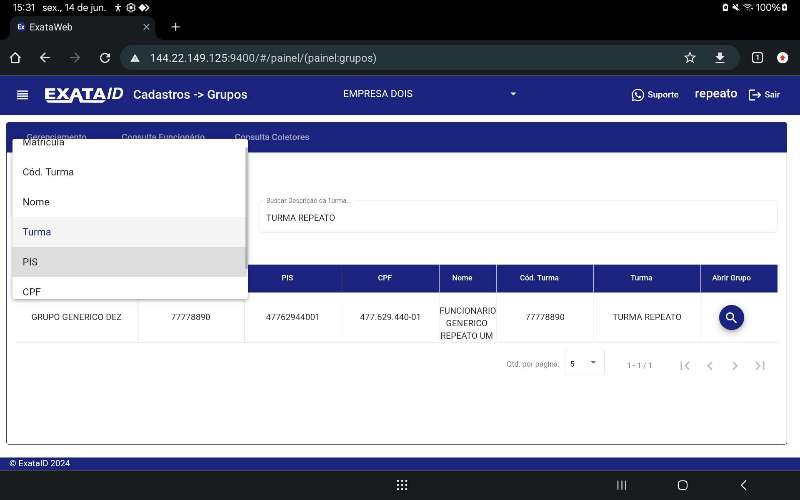 15:31 sex., 14 de jun.
100%
Ex ExataWeb
144.22.149.125:9400/#/painel/(painel:grupos)
1
EXATAID Cadastros -> Grupos EMPRESA DOIS Suporte repeato Sair
Gerenciamento Consulta Funcionário Consulta Coletores
Matrícula
Cód. Turma
Nome
Turma
PIS
CPF
Buscar Descrição da Turma...
TURMA REPEATO
PIS CPF Nome Cód. Turma Turma Abrir Grupo
GRUPO GENERICO DEZ 77778890 47762944001 477.629.440-01 FUNCIONARIO GENERICO REPEATO UM 77778890 TURMA REPEATO
Qtd. por página: 5 1 - 1 / 1
© ExataID 2024